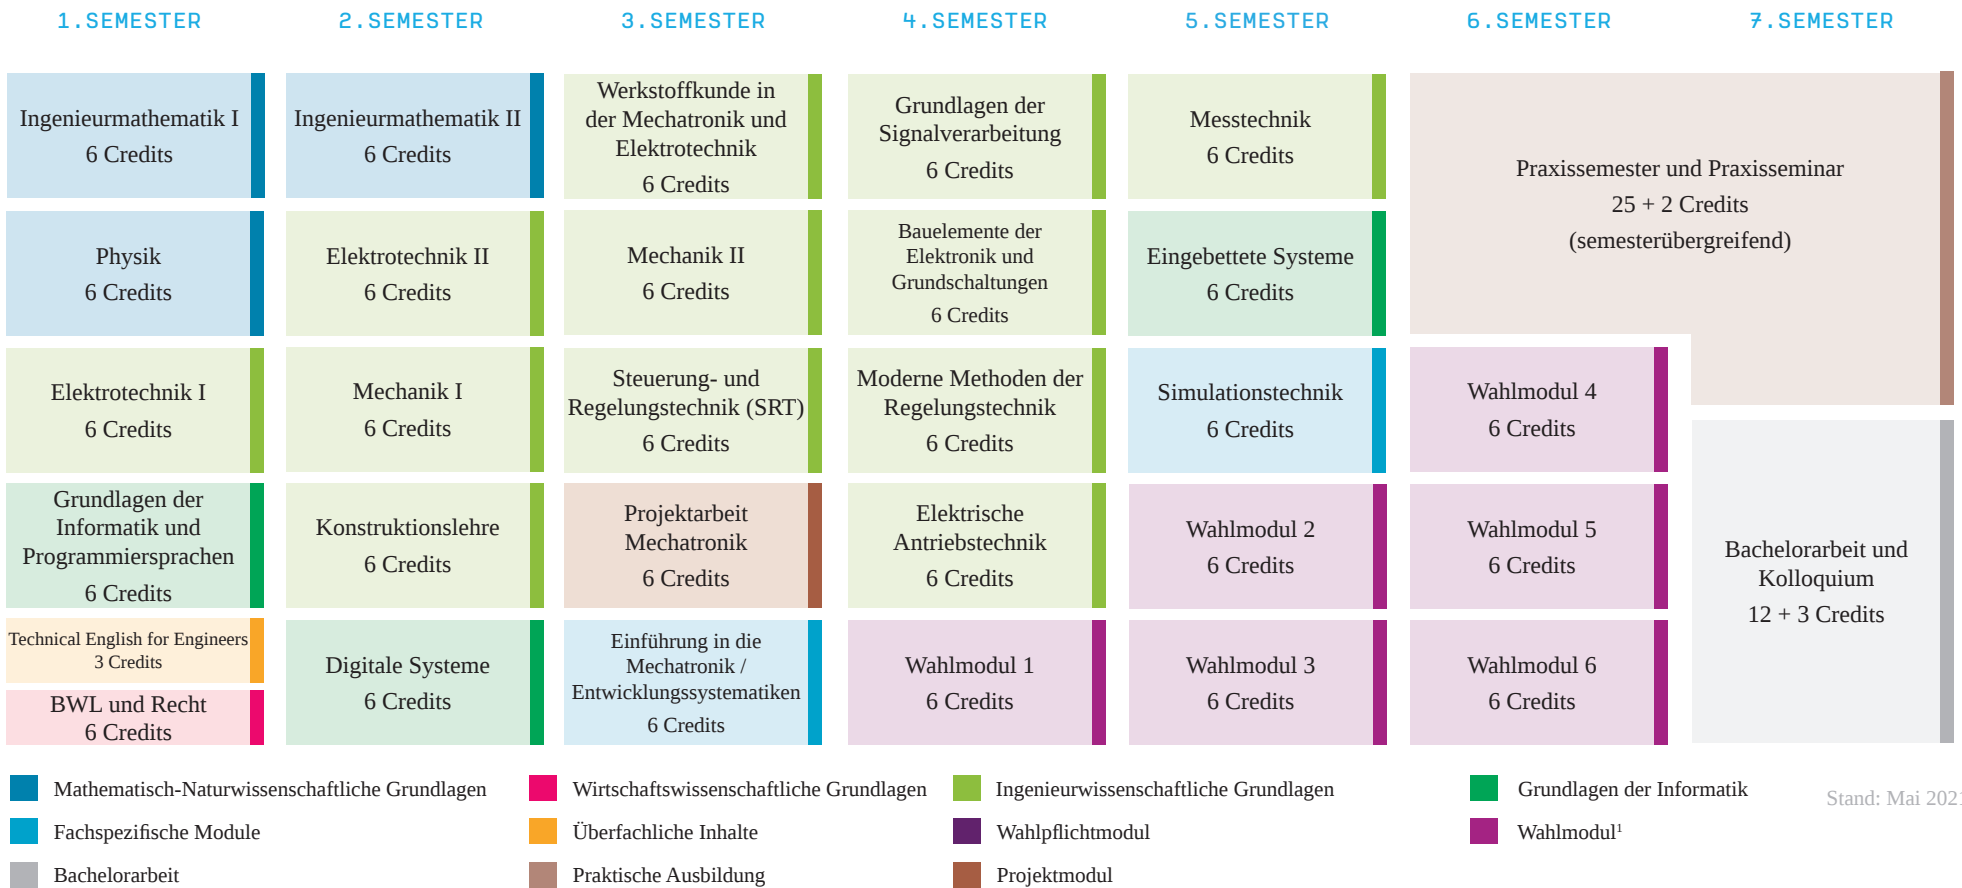 1.SEMESTER
2.SEMESTER
3.SEMESTER
4.SEMESTER
5.SEMESTER
6.SEMESTER
7.SEMESTER
Ingenieurmathematik I
6 Credits
Physik
6 Credits
Elektrotechnik I
6 Credits
Grundlagen der
Informatik und
Programmiersprachen
6 Credits
Technical English for Engineers
3 Credits
BWL und Recht
6 Credits
Ingenieurmathematik II
6 Credits
Elektrotechnik II
6 Credits
Mechanik I
6 Credits
Konstruktionslehre
6 Credits
Digitale Systeme
6 Credits
Werkstoffkunde in
der Mechatronik und
Elektrotechnik
6 Credits
Mechanik II
6 Credits
Steuerung- und
Regelungstechnik (SRT)
6 Credits
Projektarbeit
Mechatronik
6 Credits
Einführung in die
Mechatronik /
Entwicklungssystematiken
6 Credits
Grundlagen der
Signalverarbeitung
6 Credits
Bauelemente der
Elektronik und
Grundschaltungen
6 Credits
Moderne Methoden der
Regelungstechnik
6 Credits
Elektrische
Antriebstechnik
6 Credits
Wahlmodul 1
6 Credits
Messtechnik
6 Credits
Eingebettete Systeme
6 Credits
Simulationstechnik
6 Credits
Wahlmodul 2
6 Credits
Wahlmodul 3
6 Credits
Praxissemester und Praxisseminar
25 + 2 Credits
(semesterübergreifend)
Wahlmodul 4
6 Credits
Wahlmodul 5
6 Credits
Wahlmodul 6
6 Credits
Bachelorarbeit und
Kolloquium
12 + 3 Credits
Mathematisch-Naturwissenschaftliche Grundlagen
Wirtschaftswissenschaftliche Grundlagen
Ingenieurwissenschaftliche Grundlagen
Grundlagen der Informatik
Stand: Mai 2021
Fachspezifische Module
Überfachliche Inhalte
Wahlpflichtmodul
Wahlmodul¹
Bachelorarbeit
Praktische Ausbildung
Projektmodul